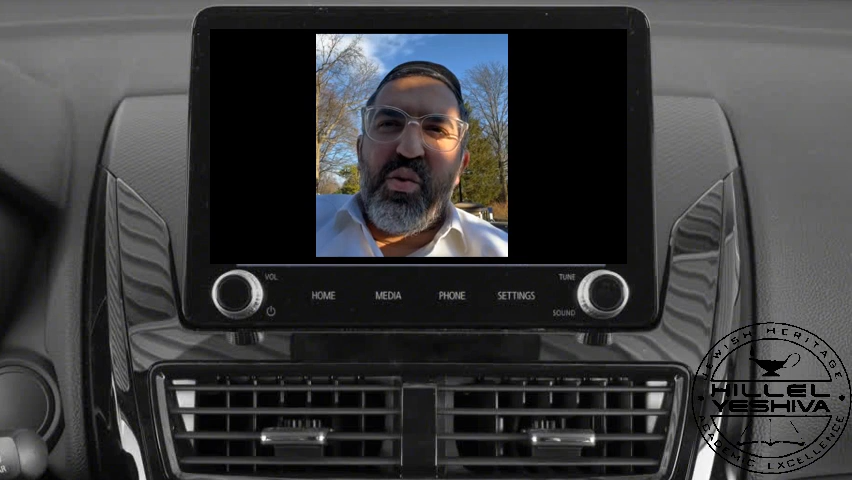 VOL
TUNE
HOME MEDIA PHONE SETTINGS
SOUND
JEWISH HERITAGE
HILLEL
YESHIVA
ACADEMIC EXCELLENCE